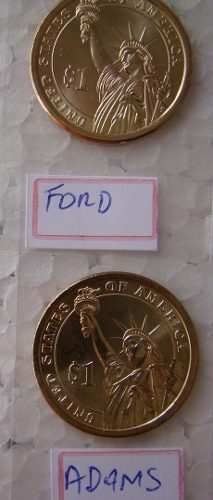 UNITED STATES OF AMERICA
$1
FORD
UNITED STATES OF AMERICA
$1
ADAMS